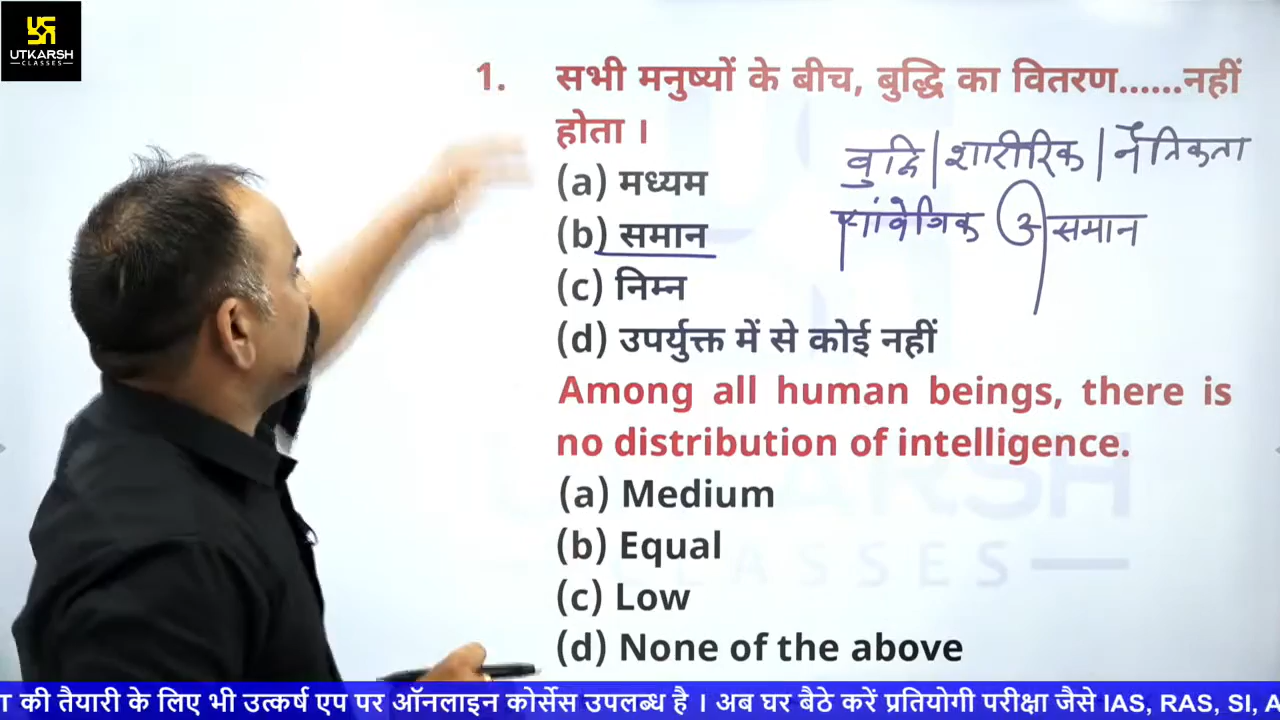 UTKARSH
CLASSES
1. सभी मनुष्यों के बीच, बुद्धि का वितरण......नहीं
होता ।
बुद्धि | शारीरिक | नैतिकता
(a) मध्यम
सांवेगिक
समान
(b) समान
(c) निम्न
(d) उपर्युक्त में से कोई नहीं
Among all human beings, there is
no distribution of intelligence.
(a) Medium
(b) Equal
(c) Low
(d) None of the above
की तैयारी के लिए भी उत्कर्ष एप पर ऑनलाइन कोर्सेस उपलब्ध है । अब घर बैठे करें प्रतियोगी परीक्षा जैसे IAS, RAS, SI,